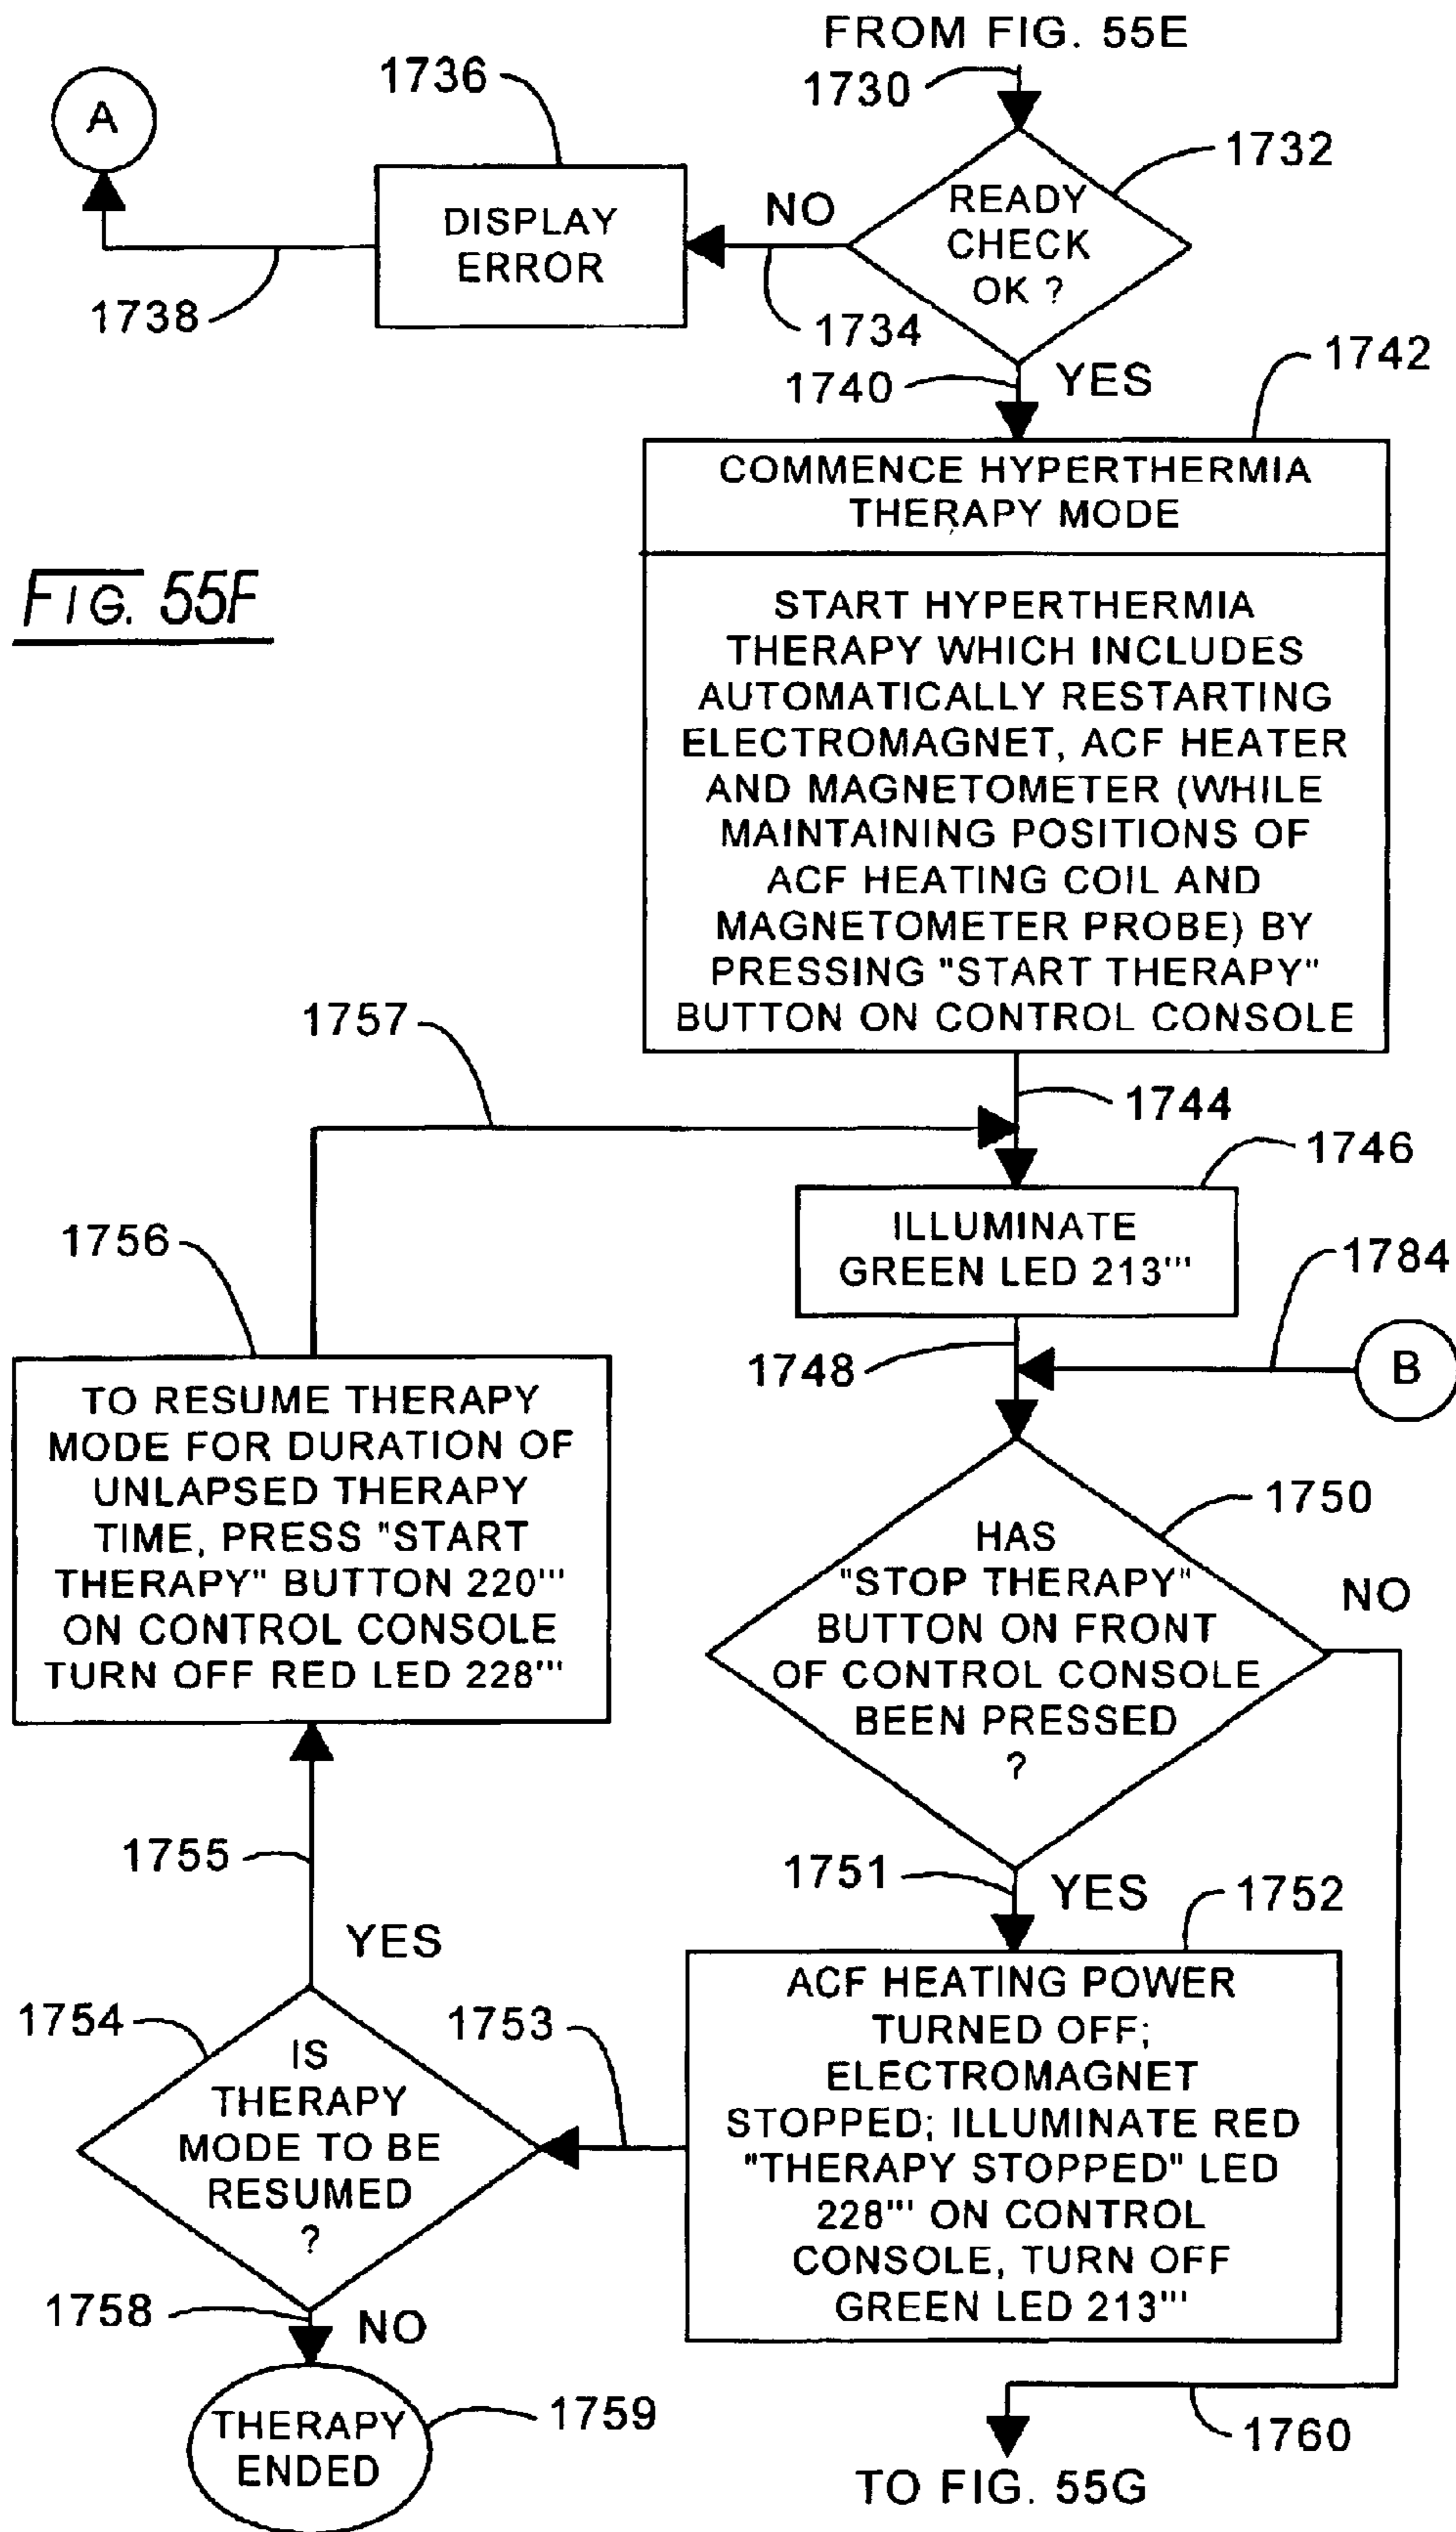 FROM FIG. 55E
1730
1736
A
1732
READY
CHECK
OK ?
NO
DISPLAY
ERROR
1738
1734
1740
YES
1742
COMMENCE HYPERTHERMIA
THERAPY MODE
FIG. 55F
START HYPERTHERMIA
THERAPY WHICH INCLUDES
AUTOMATICALLY RESTARTING
ELECTROMAGNET, ACF HEATER
AND MAGNETOMETER (WHILE
MAINTAINING POSITIONS OF
ACF HEATING COIL AND
MAGNETOMETER PROBE) BY
PRESSING "START THERAPY"
BUTTON ON CONTROL CONSOLE
1757
1744
1746
ILLUMINATE
GREEN LED 213'''
1756
1784
1748
B
TO RESUME THERAPY
MODE FOR DURATION OF
UNLAPSED THERAPY
TIME, PRESS "START
THERAPY" BUTTON 220'''
ON CONTROL CONSOLE
TURN OFF RED LED 228'''
1750
HAS
"STOP THERAPY"
BUTTON ON FRONT
OF CONTROL CONSOLE
BEEN PRESSED
?
NO
1755
1751
YES
1752
YES
1754
1753
IS
THERAPY
MODE TO BE
RESUMED
?
ACF HEATING POWER
TURNED OFF;
ELECTROMAGNET
STOPPED; ILLUMINATE RED
"THERAPY STOPPED" LED
228''' ON CONTROL
CONSOLE, TURN OFF
GREEN LED 213'''
1758
NO
THERAPY
ENDED
1759
1760
TO FIG. 55G